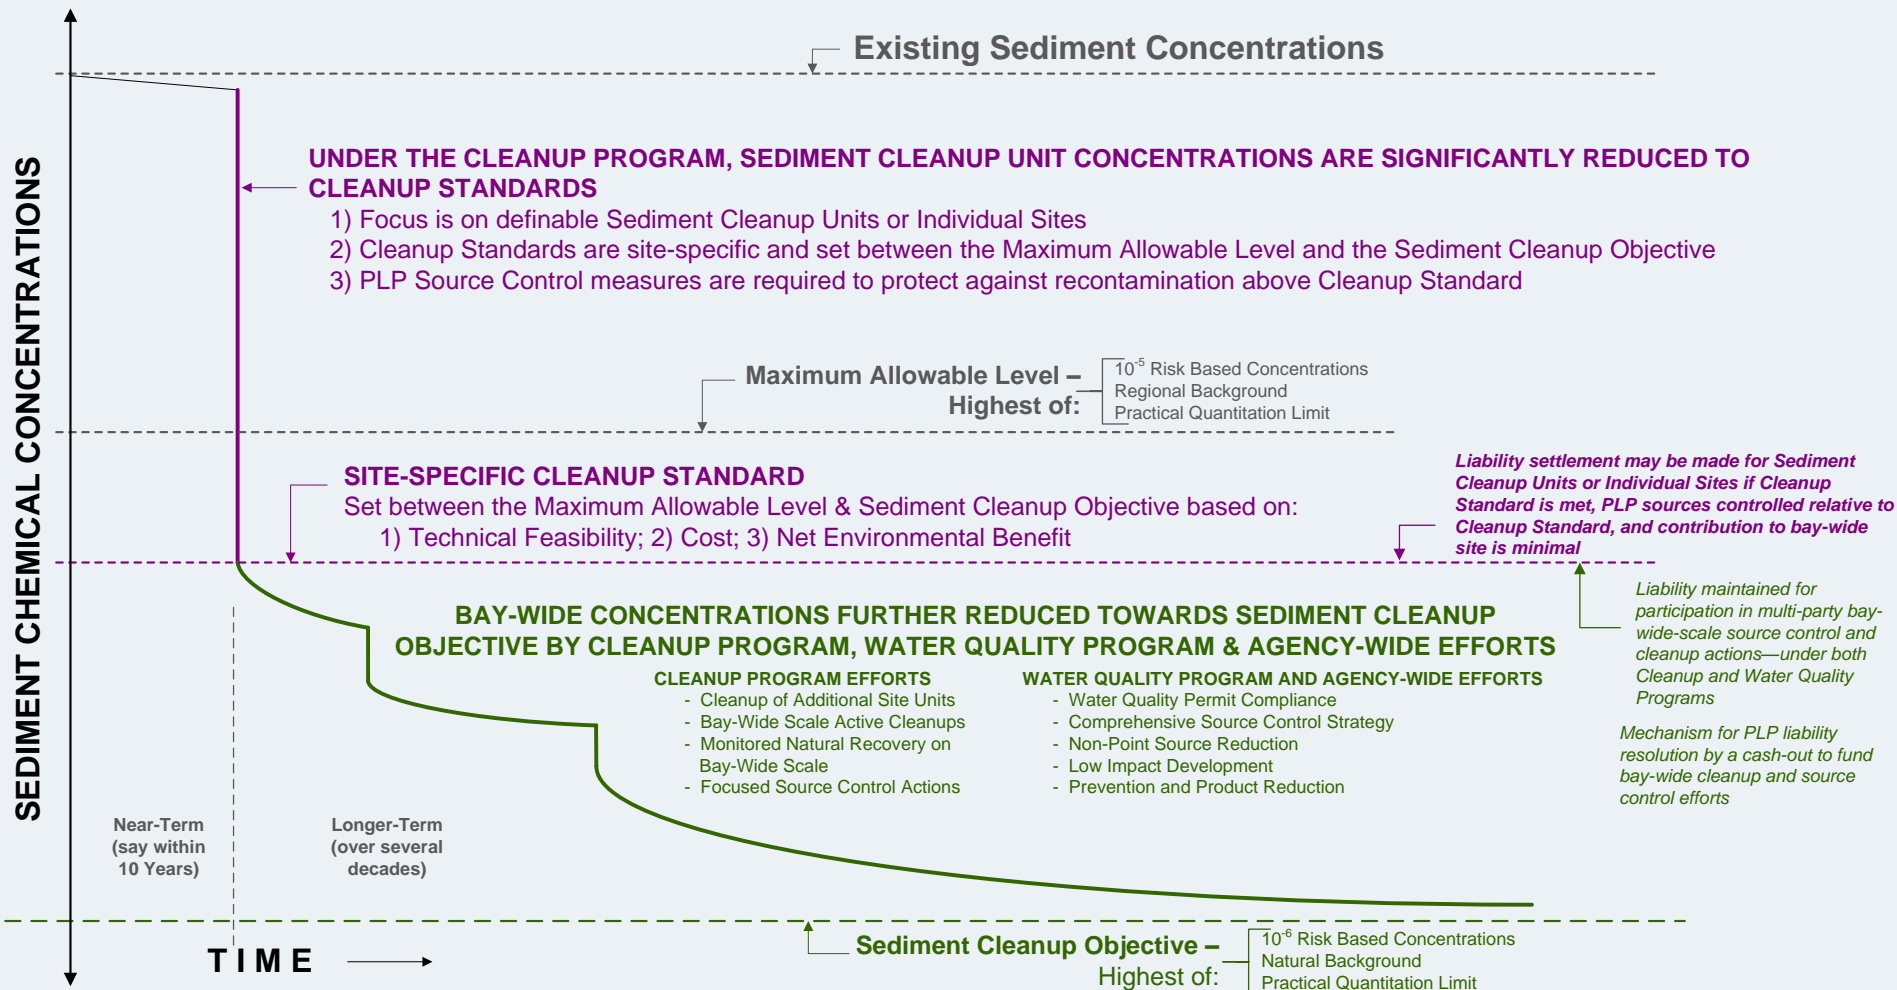 Existing Sediment Concentrations
SEDIMENT CHEMICAL CONCENTRATIONS
UNDER THE CLEANUP PROGRAM, SEDIMENT CLEANUP UNIT CONCENTRATIONS ARE SIGNIFICANTLY REDUCED TO
CLEANUP STANDARDS
1) Focus is on definable Sediment Cleanup Units or Individual Sites
2) Cleanup Standards are site-specific and set between the Maximum Allowable Level and the Sediment Cleanup Objective
3) PLP Source Control measures are required to protect against recontamination above Cleanup Standard
Maximum Allowable Level –
Highest of:
10-5 Risk Based Concentrations
Regional Background
Practical Quantitation Limit
SITE-SPECIFIC CLEANUP STANDARD
Set between the Maximum Allowable Level & Sediment Cleanup Objective based on:
1) Technical Feasibility; 2) Cost; 3) Net Environmental Benefit
Liability settlement may be made for Sediment
Cleanup Units or Individual Sites if Cleanup
Standard is met, PLP sources controlled relative to
Cleanup Standard, and contribution to bay-wide
site is minimal
BAY-WIDE CONCENTRATIONS FURTHER REDUCED TOWARDS SEDIMENT CLEANUP
OBJECTIVE BY CLEANUP PROGRAM, WATER QUALITY PROGRAM & AGENCY-WIDE EFFORTS
CLEANUP PROGRAM EFFORTS
- Cleanup of Additional Site Units
- Bay-Wide Scale Active Cleanups
- Monitored Natural Recovery on
Bay-Wide Scale
- Focused Source Control Actions
WATER QUALITY PROGRAM AND AGENCY-WIDE EFFORTS
- Water Quality Permit Compliance
- Comprehensive Source Control Strategy
- Non-Point Source Reduction
- Low Impact Development
- Prevention and Product Reduction
Liability maintained for
participation in multi-party bay-
wide-scale source control and
cleanup actions—under both
Cleanup and Water Quality
Programs
Mechanism for PLP liability
resolution by a cash-out to fund
bay-wide cleanup and source
control efforts
Near-Term
(say within
10 Years)
Longer-Term
(over several
decades)
TIME
Sediment Cleanup Objective –
Highest of:
10-6 Risk Based Concentrations
Natural Background
Practical Quantitation Limit